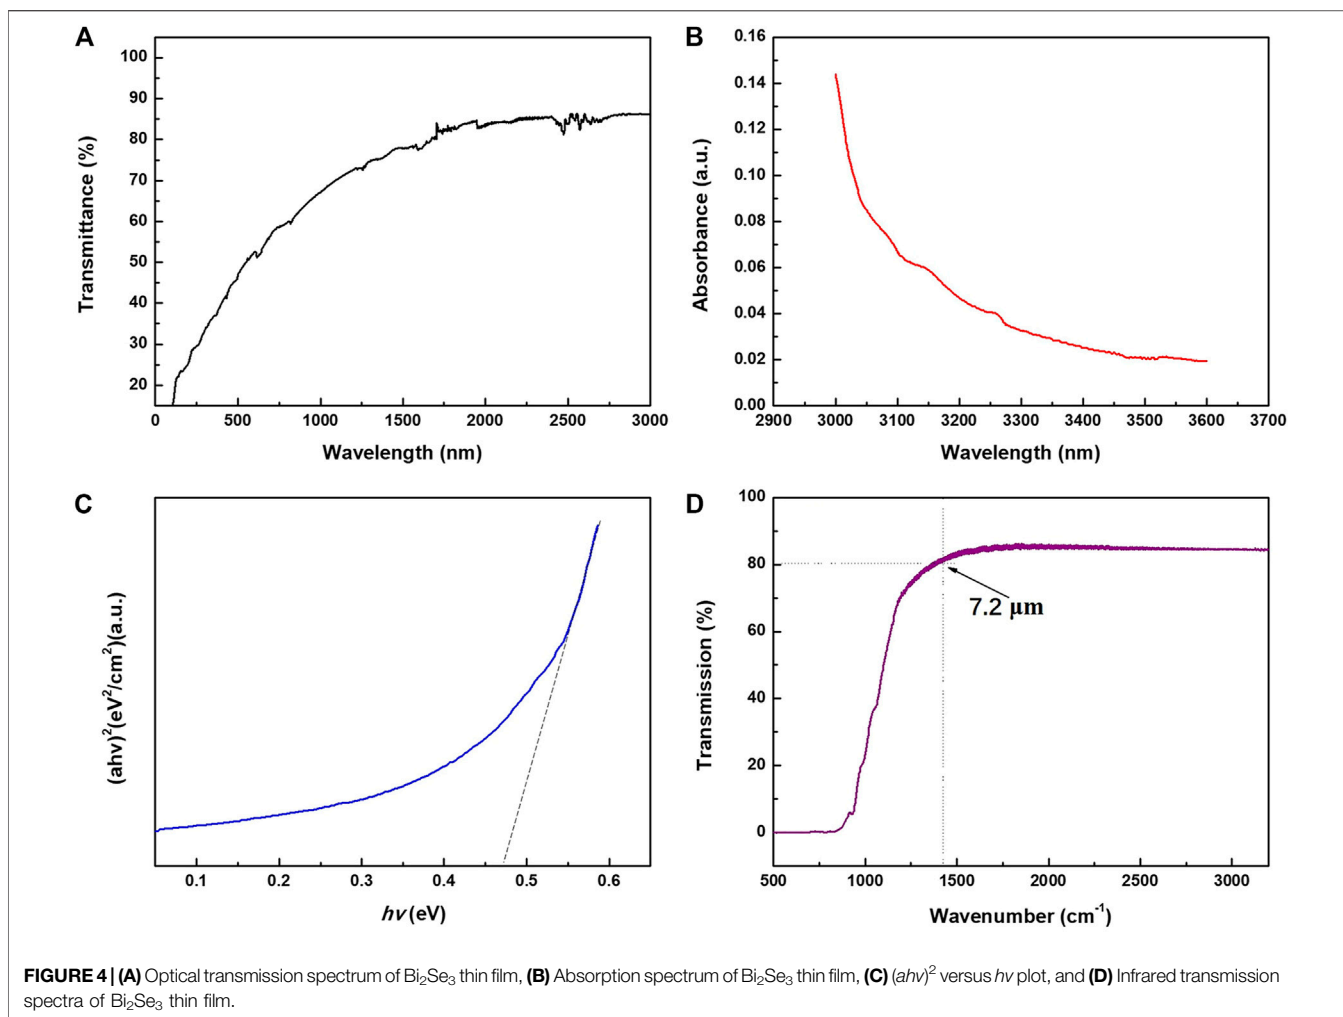 A
100
90
80
70
60
50
40
30
20
Transmittance (%)
0 500 1000 1500 2000 2500 3000
Wavelength (nm)
B
0.16
0.14
0.12
0.10
0.08
0.06
0.04
0.02
0.00
Absorbance (a.u.)
2900 3000 3100 3200 3300 3400 3500 3600 3700
Wavelength (nm)
C
(ahv)²(eV²/cm²)(a.u.)
0.1 0.2 0.3 0.4 0.5 0.6
hv (eV)
D
100
80
60
40
20
0
Transmission (%)
7.2 μm
500 1000 1500 2000 2500 3000
Wavenumber (cm⁻¹)
FIGURE 4 | (A) Optical transmission spectrum of Bi₂Se₃ thin film, (B) Absorption spectrum of Bi₂Se₃ thin film, (C) (ahv)² versus hv plot, and (D) Infrared transmission
spectra of Bi₂Se₃ thin film.